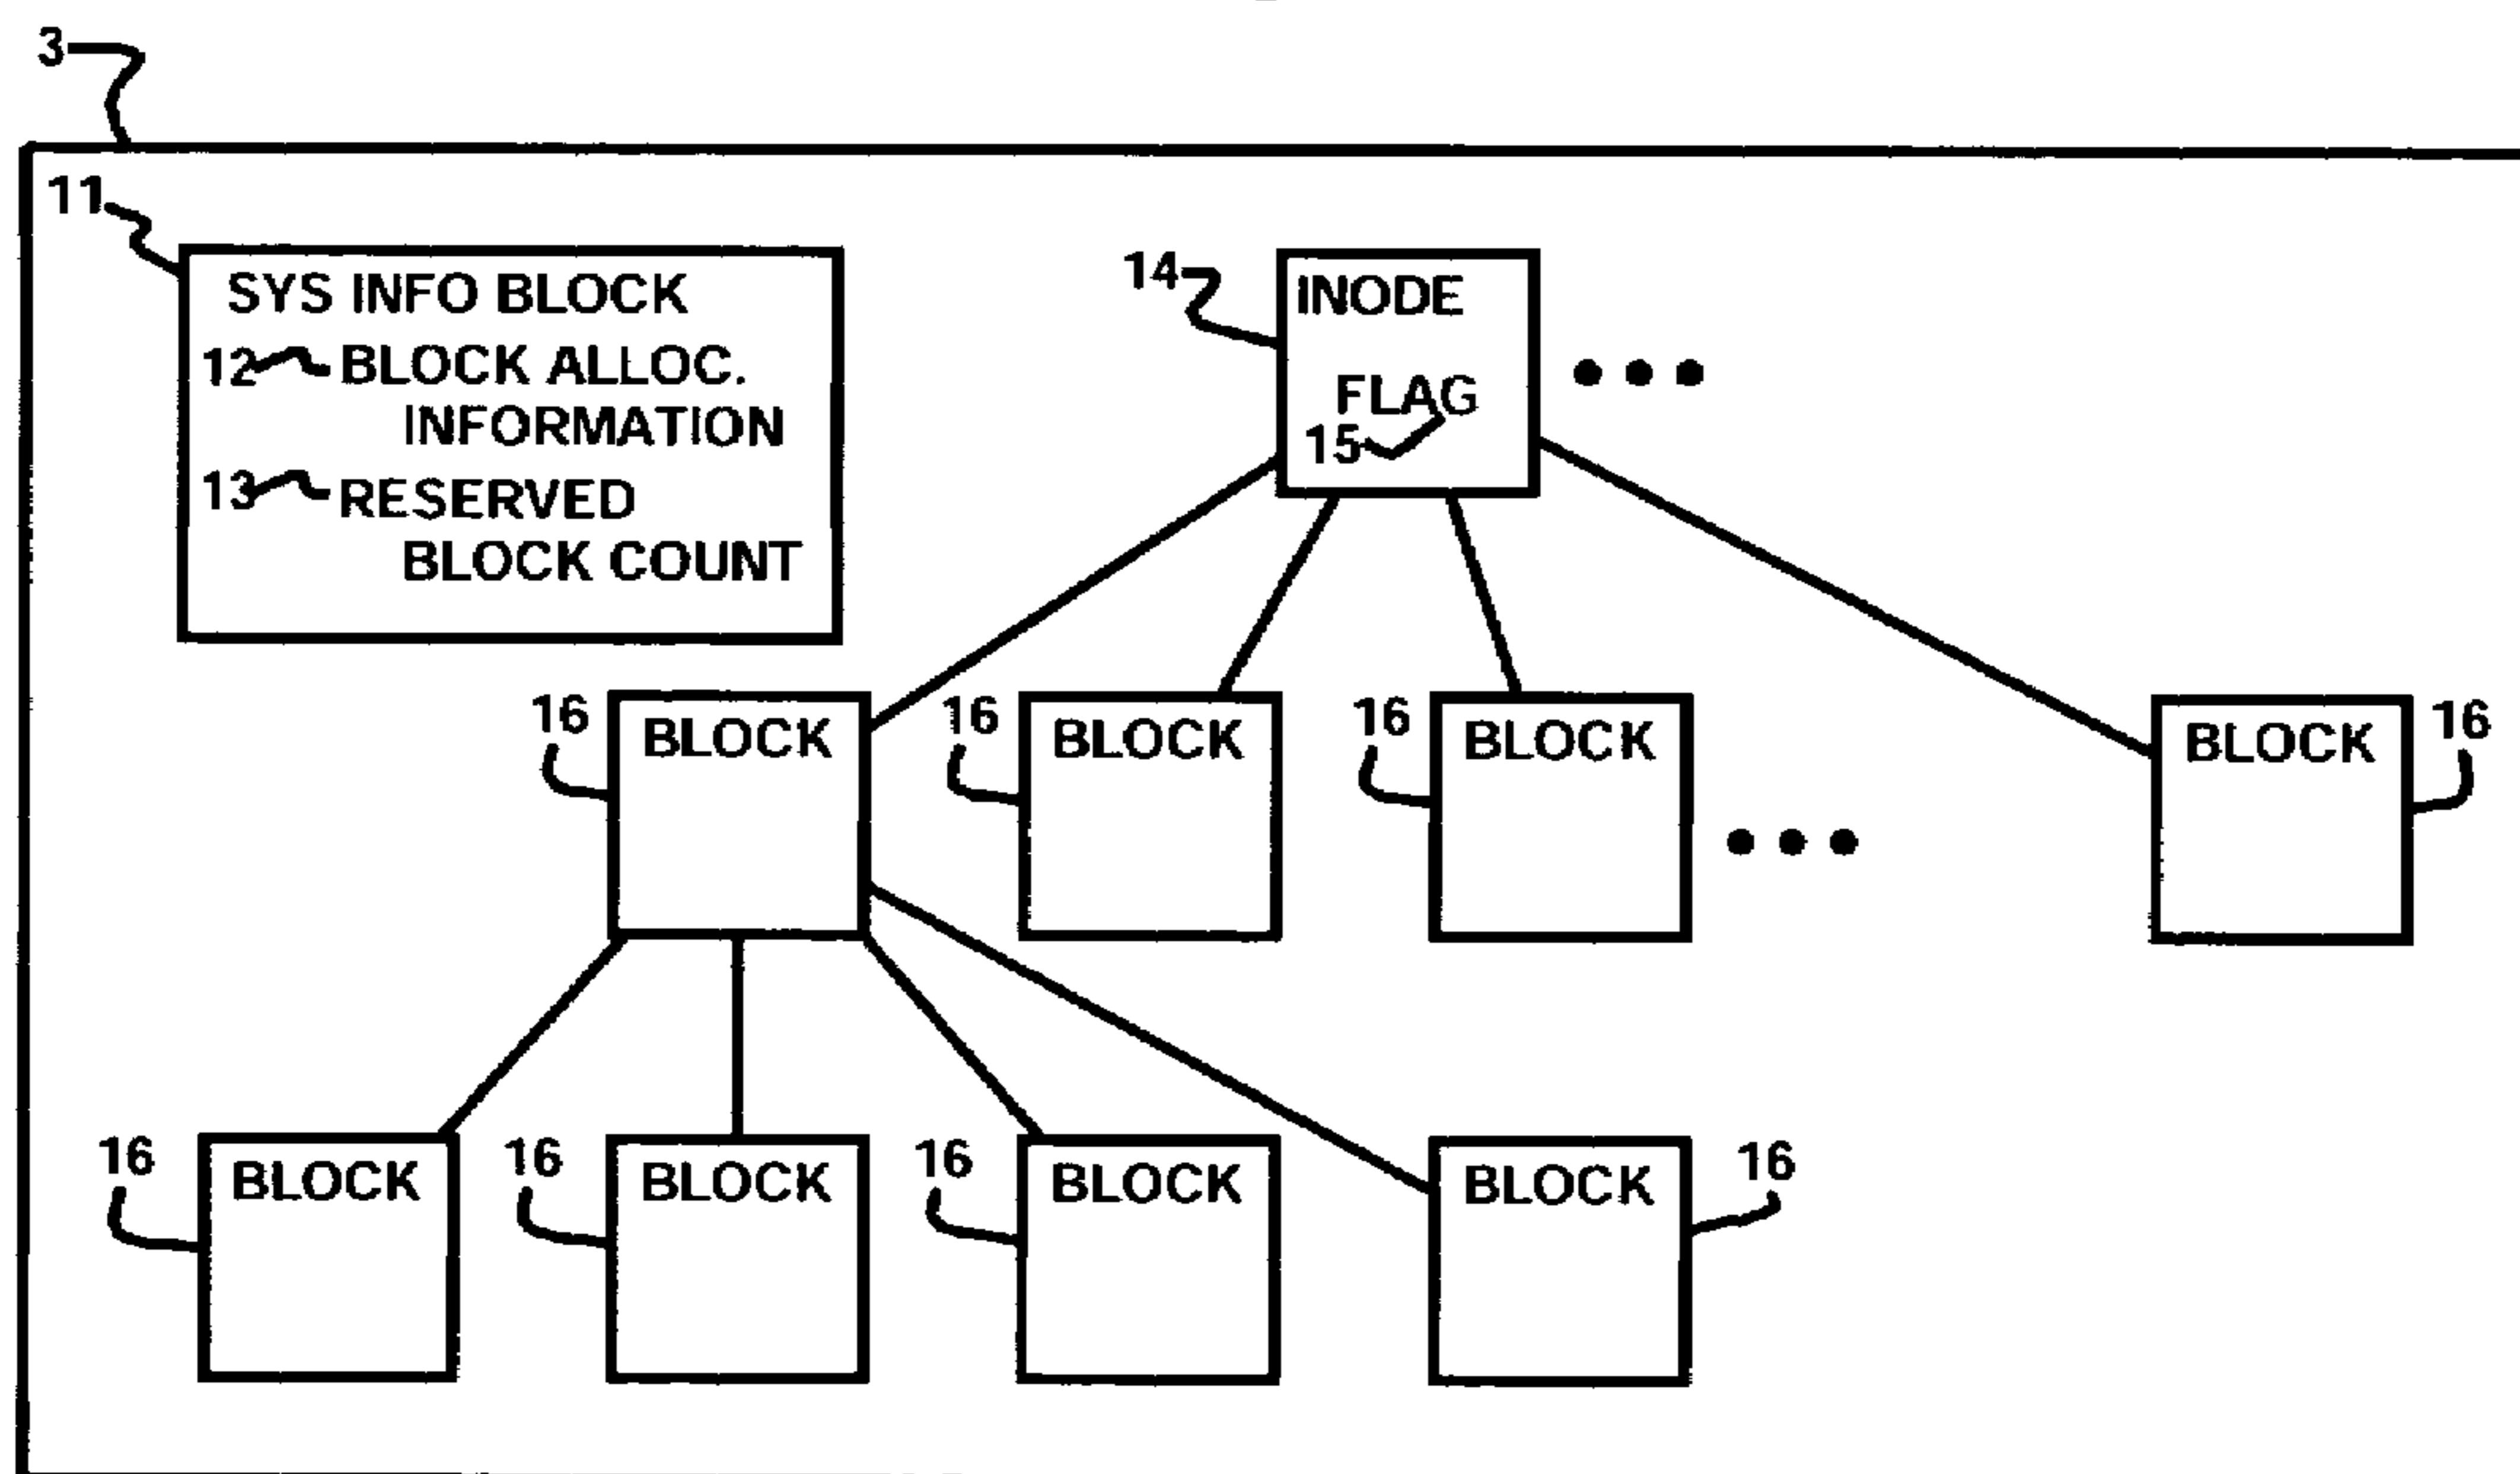 3
11
SYS INFO BLOCK
12 BLOCK ALLOC.
INFORMATION
13 RESERVED
BLOCK COUNT
14
INODE
FLAG
15
16 BLOCK
16 BLOCK
16 BLOCK
BLOCK 16
16 BLOCK
16 BLOCK
16 BLOCK
BLOCK 16